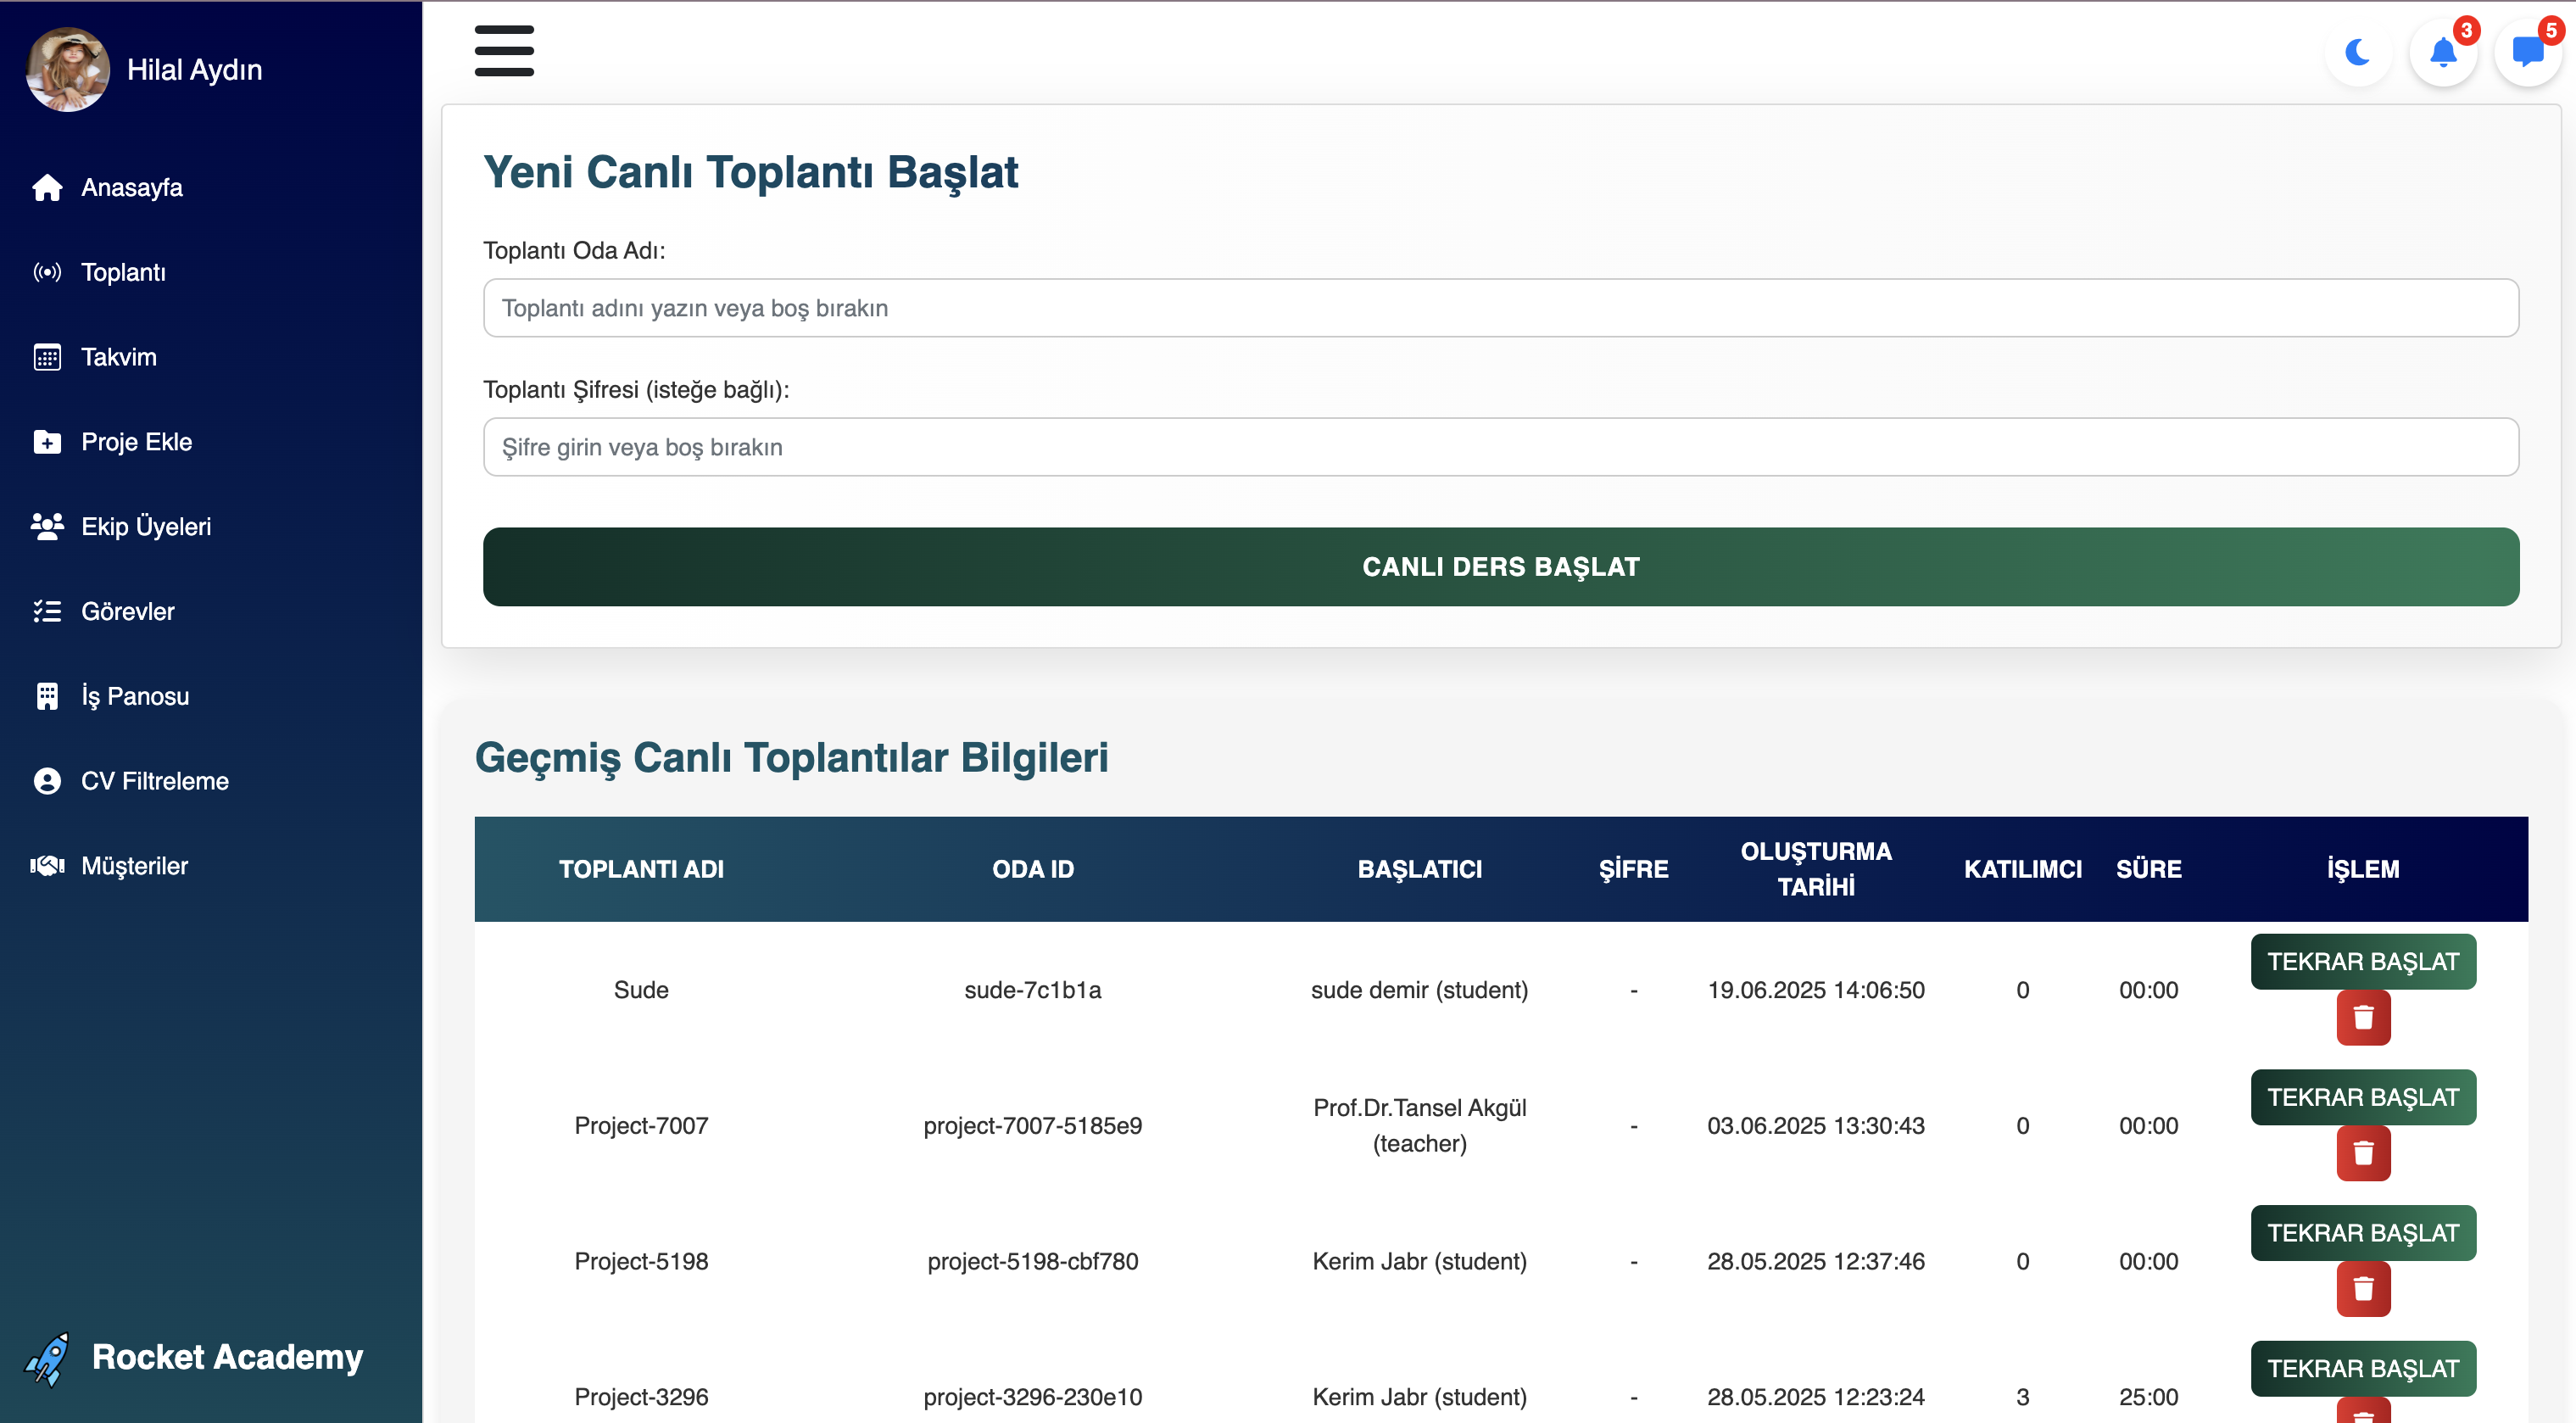 Hilal Aydın
Anasayfa
Toplantı
Takvim
Proje Ekle
Ekip Üyeleri
Görevler
İş Panosu
CV Filtreleme
Müşteriler
Rocket Academy
3
5
Yeni Canlı Toplantı Başlat
Toplantı Oda Adı:
Toplantı adını yazın veya boş bırakın
Toplantı Şifresi (isteğe bağlı):
Şifre girin veya boş bırakın
CANLI DERS BAŞLAT
Geçmiş Canlı Toplantılar Bilgileri
TOPLANTI ADI ODA ID BAŞLATICI ŞİFRE OLUŞTURMA TARİHİ KATILIMCI SÜRE İŞLEM
Sude sude-7c1b1a sude demir (student) - 19.06.2025 14:06:50 0 00:00 TEKRAR BAŞLAT
Project-7007 project-7007-5185e9 Prof.Dr.Tansel Akgül (teacher) - 03.06.2025 13:30:43 0 00:00 TEKRAR BAŞLAT
Project-5198 project-5198-cbf780 Kerim Jabr (student) - 28.05.2025 12:37:46 0 00:00 TEKRAR BAŞLAT
Project-3296 project-3296-230e10 Kerim Jabr (student) - 28.05.2025 12:23:24 3 25:00 TEKRAR BAŞLAT